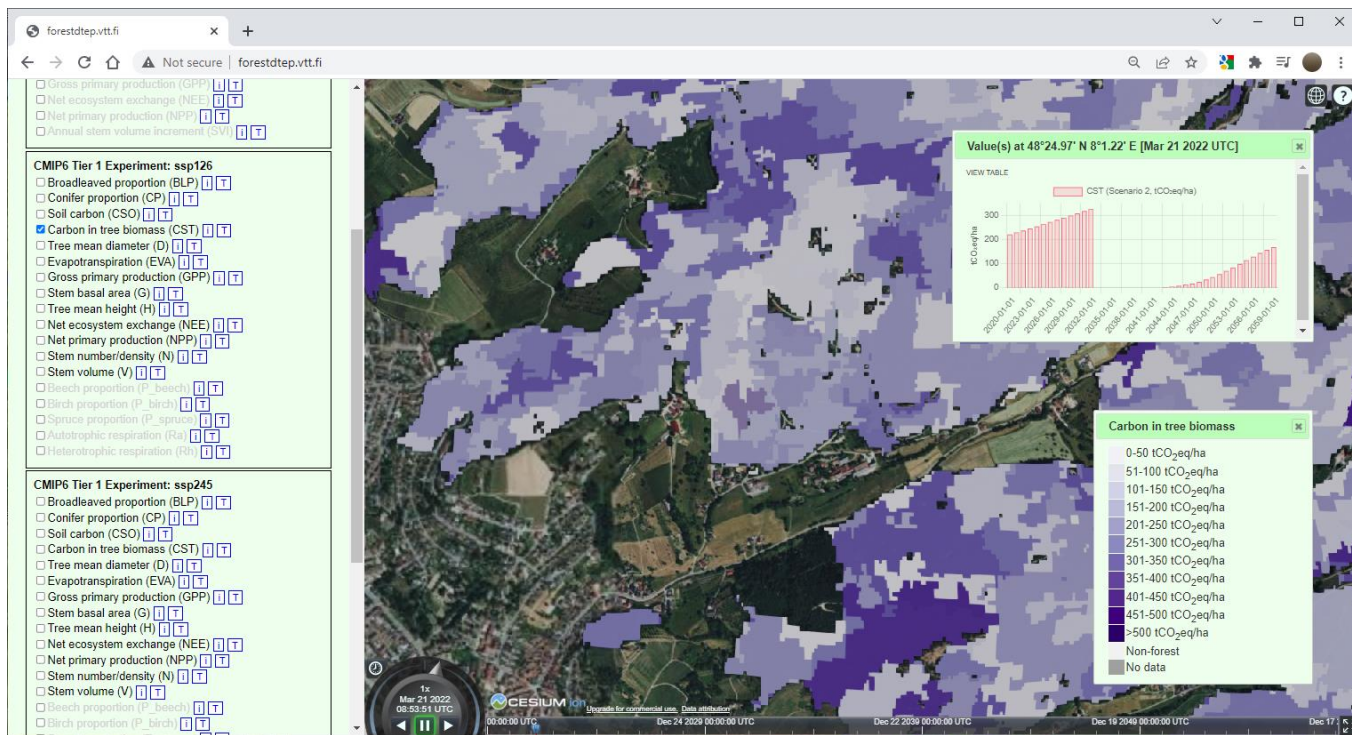 forestdtep.vtt.fi
Not secure | forestdtep.vtt.fi
Gross primary production (GPP) i T
Net ecosystem exchange (NEE) i T
Net primary production (NPP) i T
Annual stem volume increment (SVI) i T
CMIP6 Tier 1 Experiment: ssp126
Broadleaved proportion (BLP) i T
Conifer proportion (CP) i T
Soil carbon (CSO) i T
Carbon in tree biomass (CST) i T
Tree mean diameter (D) i T
Evapotranspiration (EVA) i T
Gross primary production (GPP) i T
Stem basal area (G) i T
Tree mean height (H) i T
Net ecosystem exchange (NEE) i T
Net primary production (NPP) i T
Stem number/density (N) i T
Stem volume (V) i T
Beech proportion (P_beech) i T
Birch proportion (P_birch) i T
Spruce proportion (P_spruce) i T
Autotrophic respiration (Ra) i T
Heterotrophic respiration (Rh) i T
CMIP6 Tier 1 Experiment: ssp245
Broadleaved proportion (BLP) i T
Conifer proportion (CP) i T
Soil carbon (CSO) i T
Carbon in tree biomass (CST) i T
Tree mean diameter (D) i T
Evapotranspiration (EVA) i T
Gross primary production (GPP) i T
Stem basal area (G) i T
Tree mean height (H) i T
Net ecosystem exchange (NEE) i T
Net primary production (NPP) i T
Stem number/density (N) i T
Stem volume (V) i T
Beech proportion (P_beech) i T
Birch proportion (P_birch) i T
Value(s) at 48°24.97' N 8°1.22' E [Mar 21 2022 UTC]
VIEW TABLE
CST (Scenario 2, tCO₂eq/ha)
tCO₂eq/ha
300
200
100
0
2020-01-01
2023-01-01
2026-01-01
2029-01-01
2032-01-01
2035-01-01
2038-01-01
2041-01-01
2044-01-01
2047-01-01
2050-01-01
2053-01-01
2056-01-01
2059-01-01
Carbon in tree biomass
0-50 tCO₂eq/ha
51-100 tCO₂eq/ha
101-150 tCO₂eq/ha
151-200 tCO₂eq/ha
201-250 tCO₂eq/ha
251-300 tCO₂eq/ha
301-350 tCO₂eq/ha
351-400 tCO₂eq/ha
401-450 tCO₂eq/ha
451-500 tCO₂eq/ha
>500 tCO₂eq/ha
Non-forest
No data
1x
Mar 21 2022
08:53:51 UTC
CESIUM ion
Upgrade for commercial use. Data attribution
00:00:00 UTC
Dec 24 2029 00:00:00 UTC
Dec 22 2039 00:00:00 UTC
Dec 19 2049 00:00:00 UTC
Dec 17